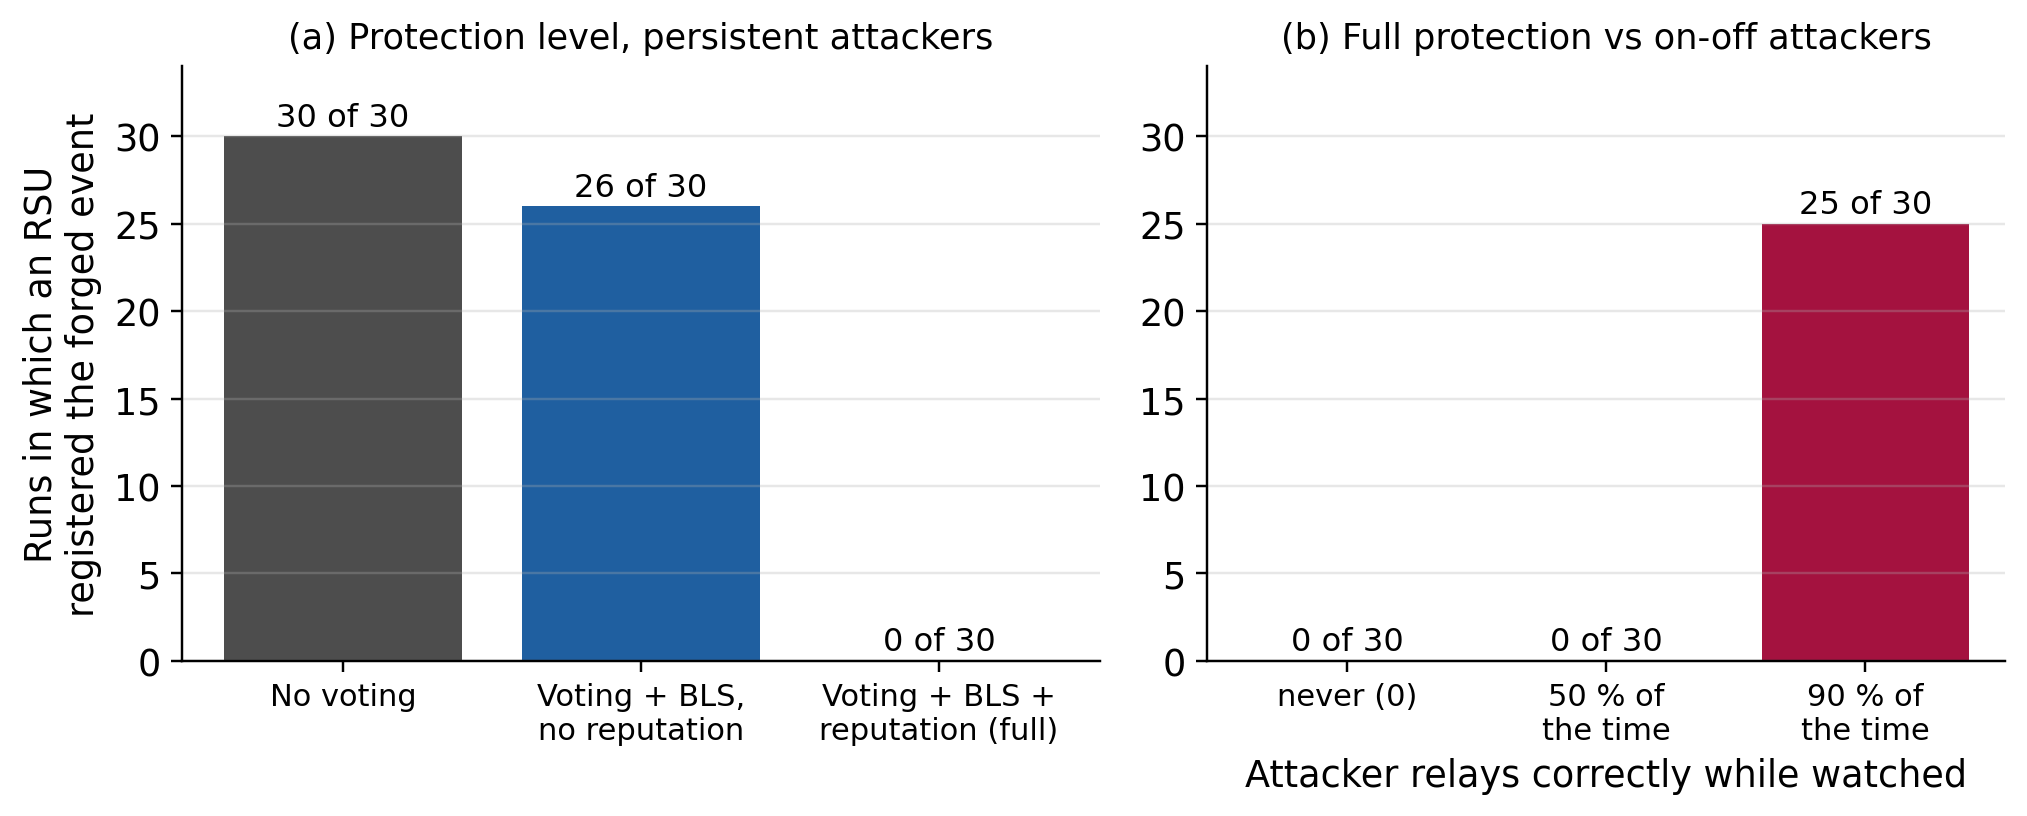 (a) Protection level, persistent attackers
Runs in which an RSU
registered the forged event
30
25
20
15
10
5
0
30 of 30
26 of 30
0 of 30
No voting
Voting + BLS,
no reputation
Voting + BLS +
reputation (full)
(b) Full protection vs on-off attackers
30
25
20
15
10
5
0
0 of 30
0 of 30
25 of 30
never (0)
50 % of
the time
90 % of
the time
Attacker relays correctly while watched